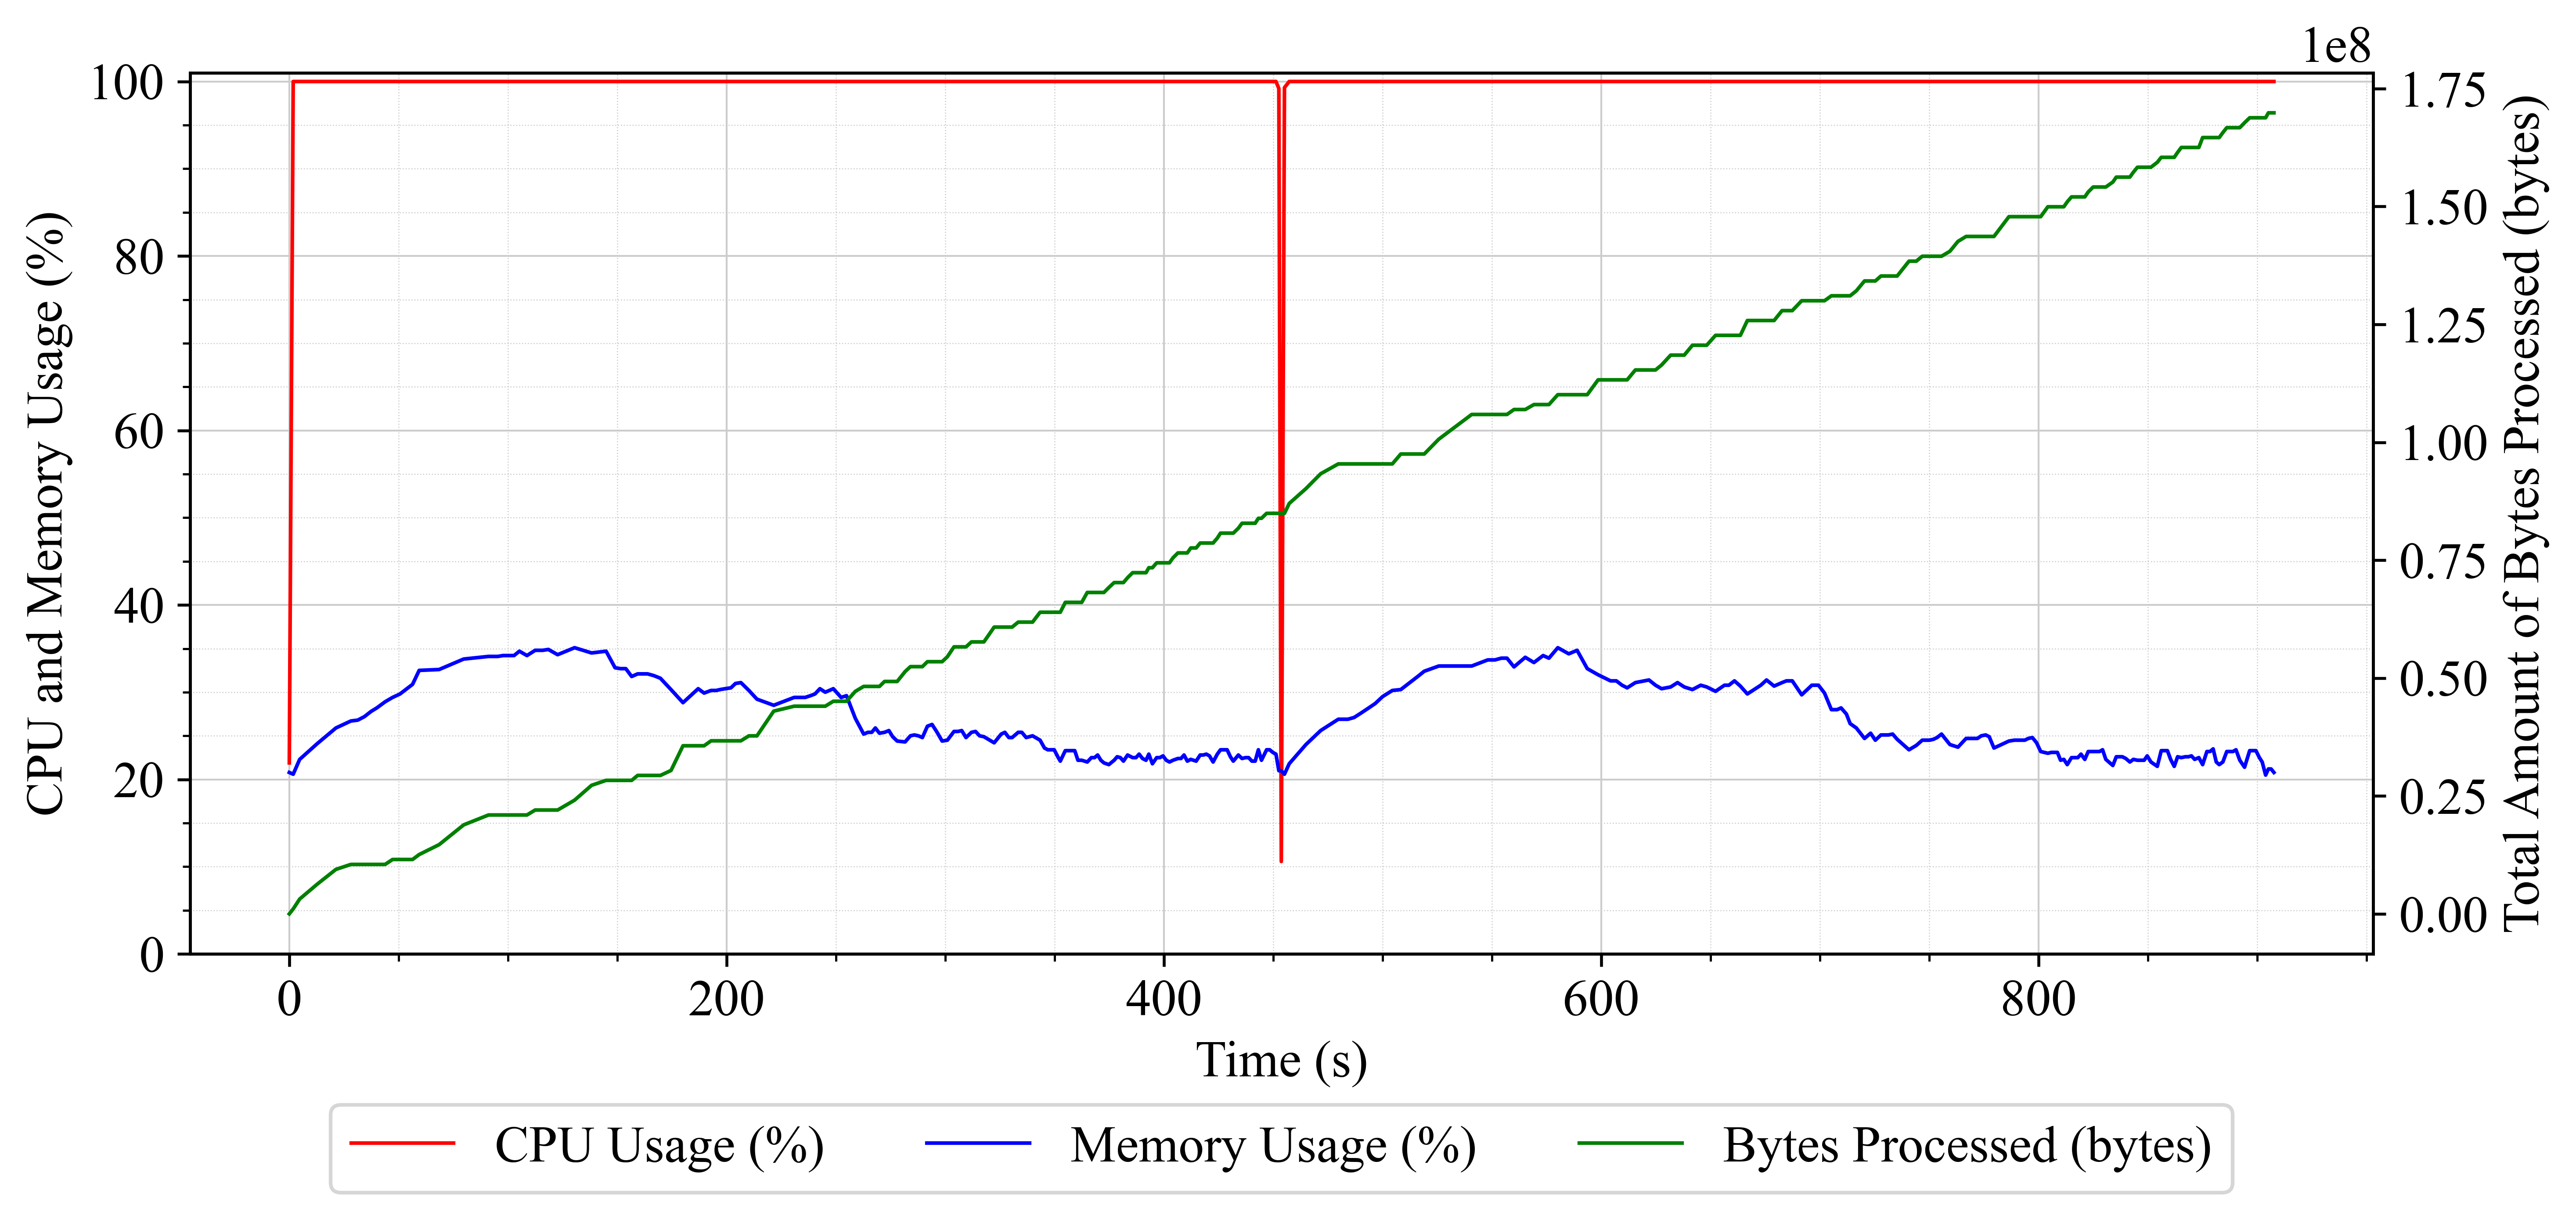 1e8
CPU and Memory Usage (%)
100
80
60
40
20
0
1.75
1.50
1.25
1.00
0.75
0.50
0.25
0.00
Total Amount of Bytes Processed (bytes)
0 200 400 600 800
Time (s)
CPU Usage (%) Memory Usage (%) Bytes Processed (bytes)